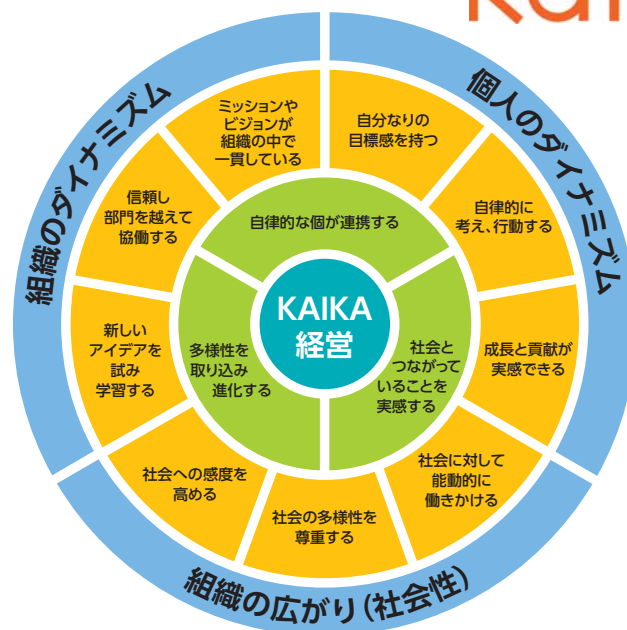 組織のダイナミズム
個人のダイナミズム
組織の広がり(社会性)
ミッションや
ビジョンが
組織の中で
一貫している
自分なりの
目標感を持つ
自律的に
考え、行動する
成長と貢献が
実感できる
社会に対して
能動的に
働きかける
社会の多様性を
尊重する
社会への感度を
高める
新しい
アイデアを
試み
学習する
信頼し
部門を越えて
協働する
自律的な個が連携する
社会と
つながって
いることを
実感する
多様性を
取り込み
進化する
KAIKA
経営